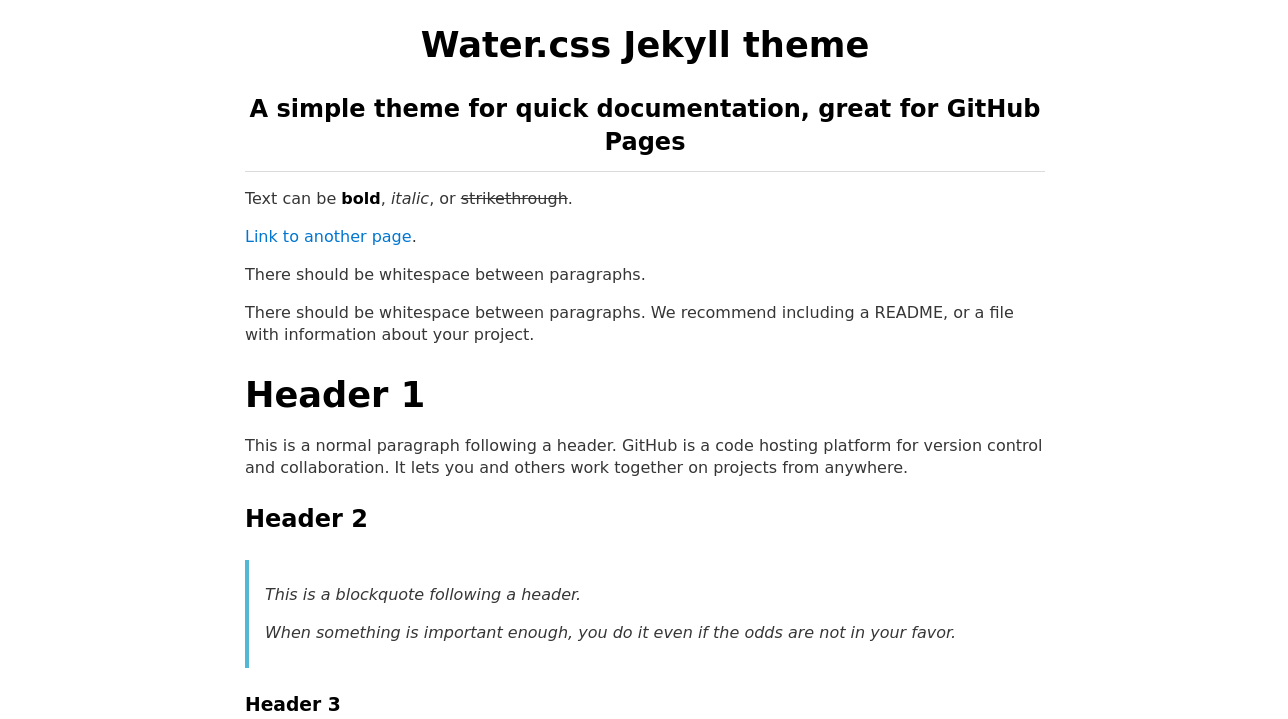 Water.css Jekyll theme
A simple theme for quick documentation, great for GitHub
Pages
Text can be bold, italic, or strikethrough.
Link to another page.
There should be whitespace between paragraphs.
There should be whitespace between paragraphs. We recommend including a README, or a file
with information about your project.
Header 1
This is a normal paragraph following a header. GitHub is a code hosting platform for version control
and collaboration. It lets you and others work together on projects from anywhere.
Header 2
This is a blockquote following a header.
When something is important enough, you do it even if the odds are not in your favor.
Header 3